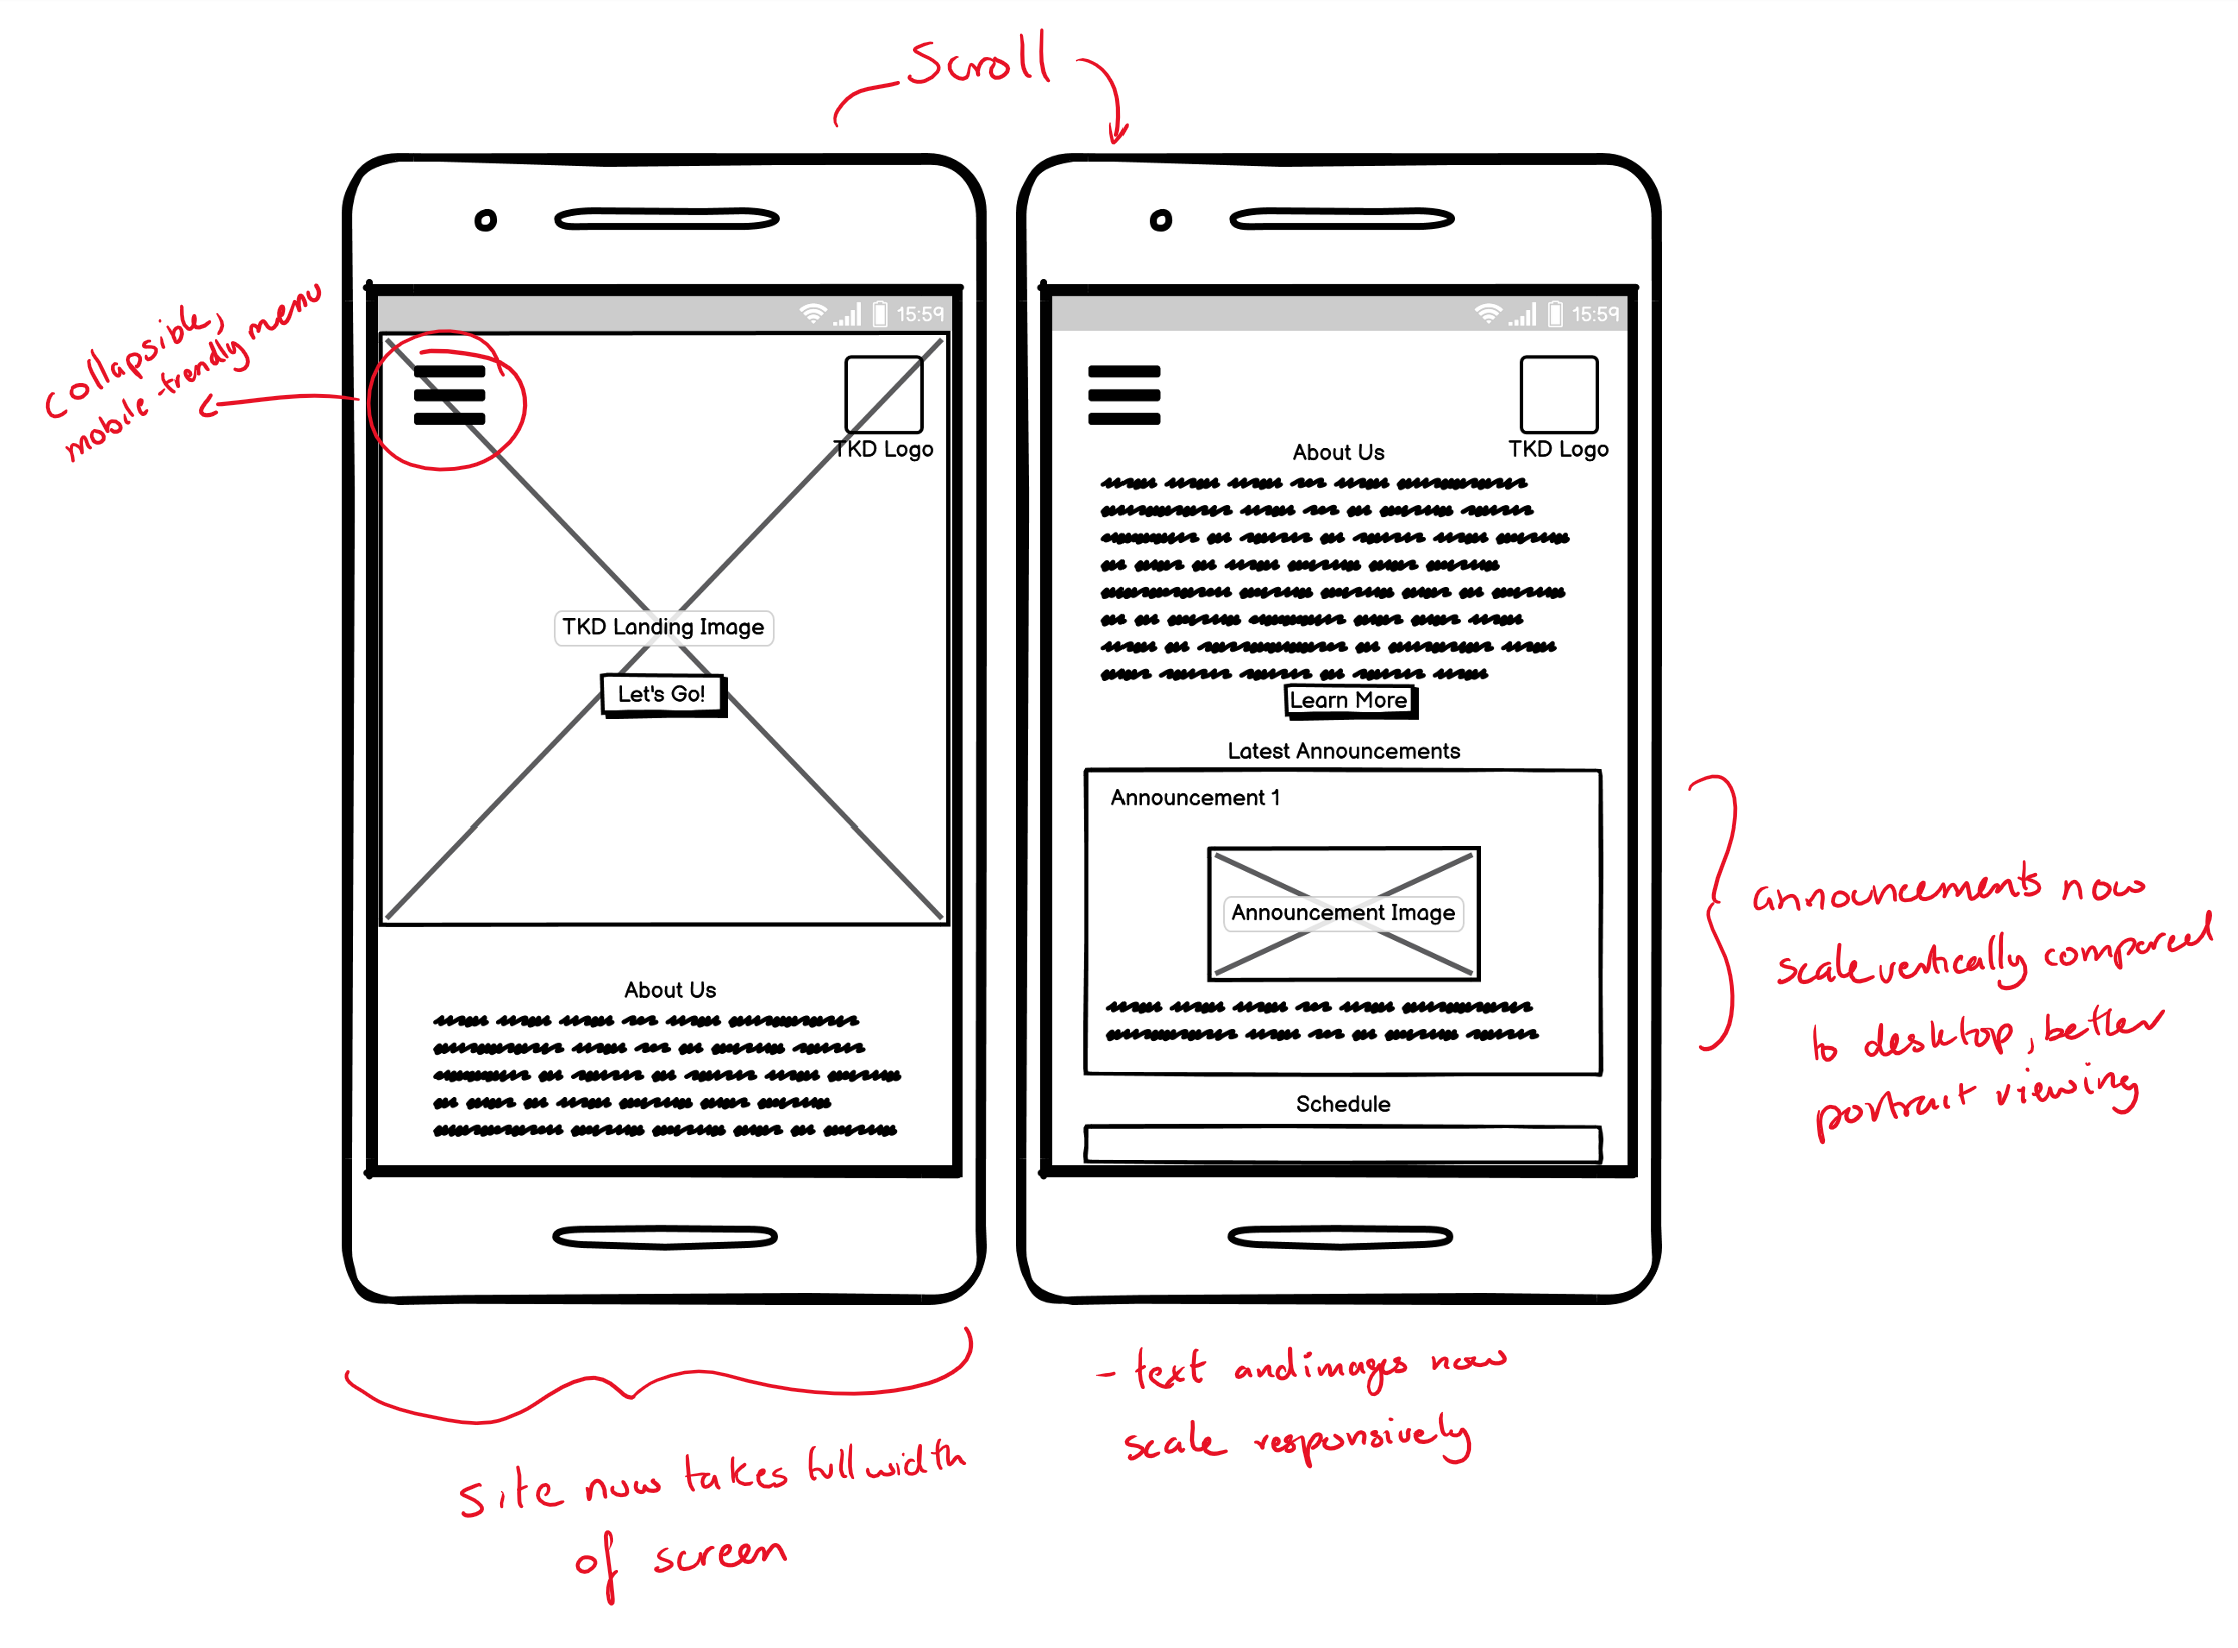 Scroll
collapsible,
mobile-friendly menu
15:59
TKD Logo
TKD Landing Image
Let's Go!
About Us
15:59
TKD Logo
About Us
Learn More
Latest Announcements
Announcement 1
Announcement Image
Schedule
announcements now
scale vertically compared
to desktop, better
portrait viewing
Site now takes full width
of screen
- text and images now
scale responsively